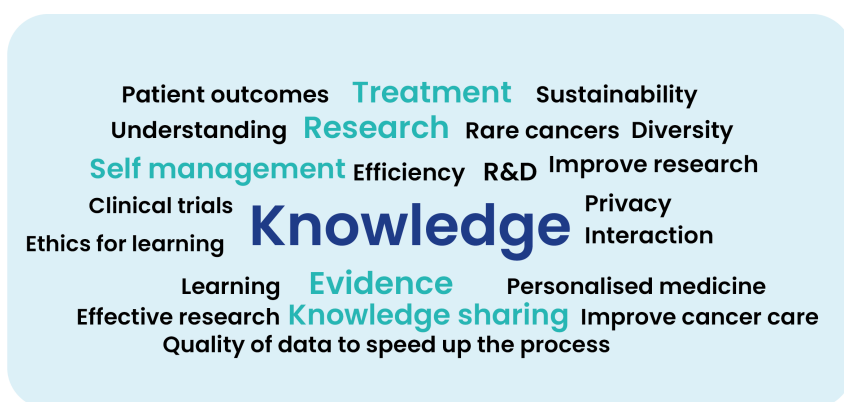 Patient outcomes Treatment Sustainability
Understanding Research Rare cancers Diversity
Self management Efficiency R&D Improve research
Clinical trials Knowledge Privacy
Ethics for learning Interaction
Learning Evidence Personalised medicine
Effective research Knowledge sharing Improve cancer care
Quality of data to speed up the process